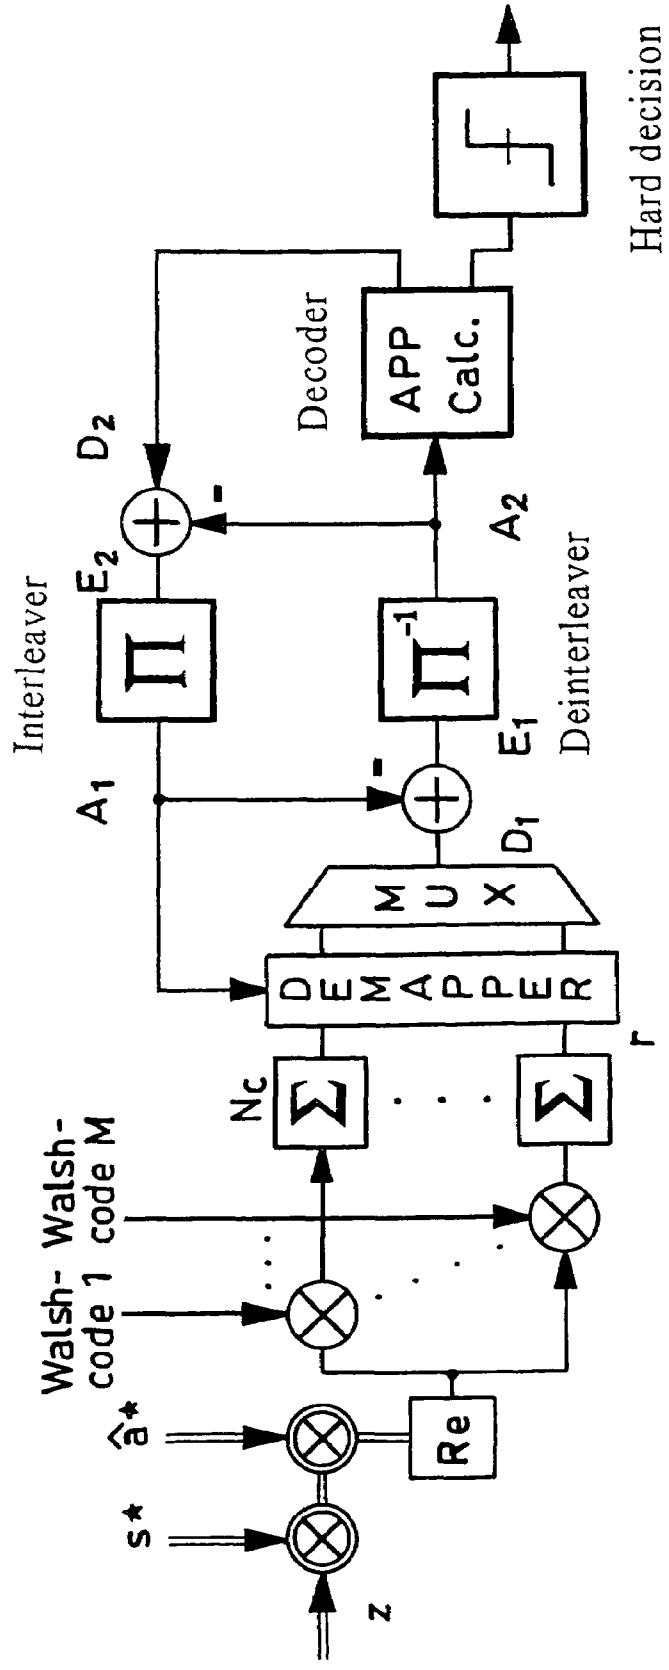 z
s*
â*
Re
Walsh-
code 1
Walsh-
code M
Nc
Σ
Σ
r
DEMAPPER
MUX
D1
A1
-
E1
Interleaver
Π
Π-1
Deinterleaver
E2
D2
-
A2
Decoder
APP
Calc.
Hard decision